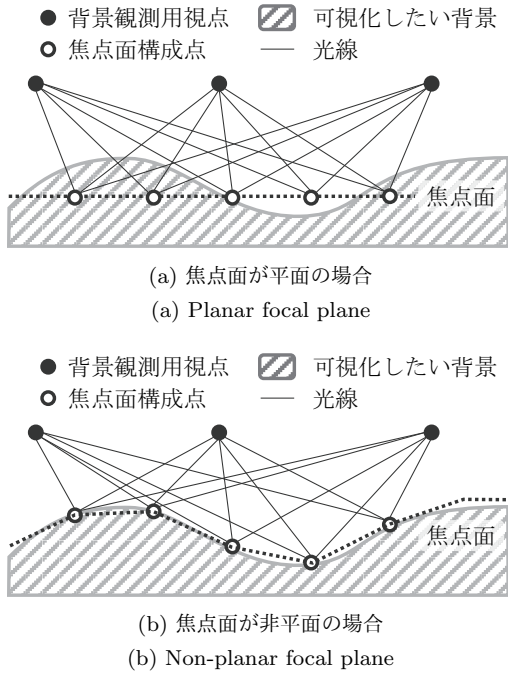 背景観測用視点 可視化したい背景
焦点面構成点 光線
焦点面
(a) 焦点面が平面の場合
(a) Planar focal plane
背景観測用視点 可視化したい背景
焦点面構成点 光線
焦点面
(b) 焦点面が非平面の場合
(b) Non-planar focal plane